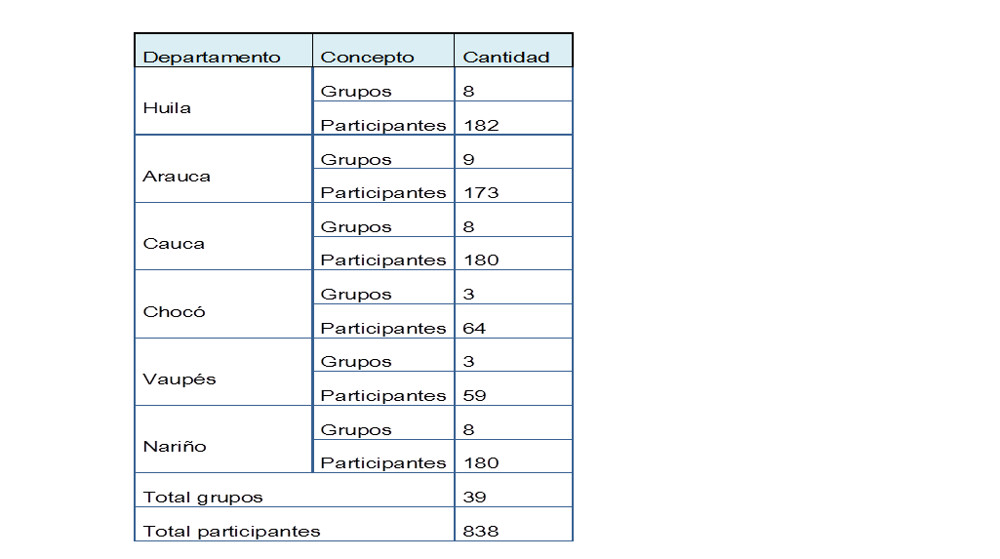 Departamento Concepto Cantidad
Huila
Grupos 8
Participantes 182
Arauca
Grupos 9
Participantes 173
Cauca
Grupos 8
Participantes 180
Chocó
Grupos 3
Participantes 64
Vaupés
Grupos 3
Participantes 59
Nariño
Grupos 8
Participantes 180
Total grupos 39
Total participantes 838